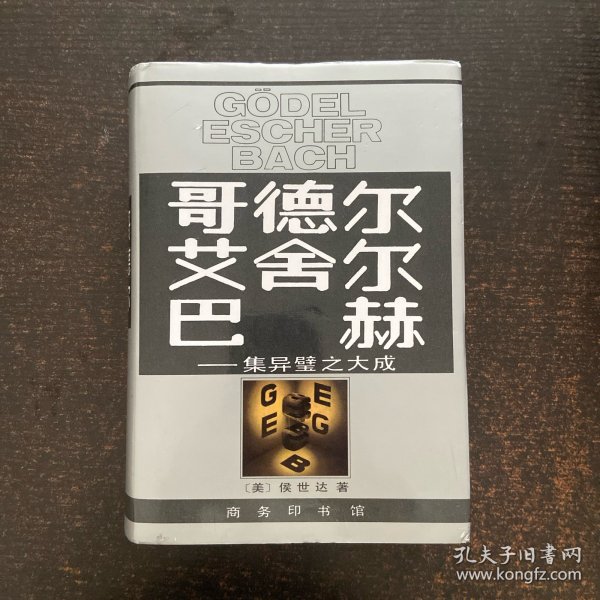 GÖDEL
ESCHER
BACH
哥德尔
艾舍尔
巴 赫
——集异璧之大成
G E
E G
B
〔美〕侯世达 著
商务印书馆
孔夫子旧书网
www.kongfz.com